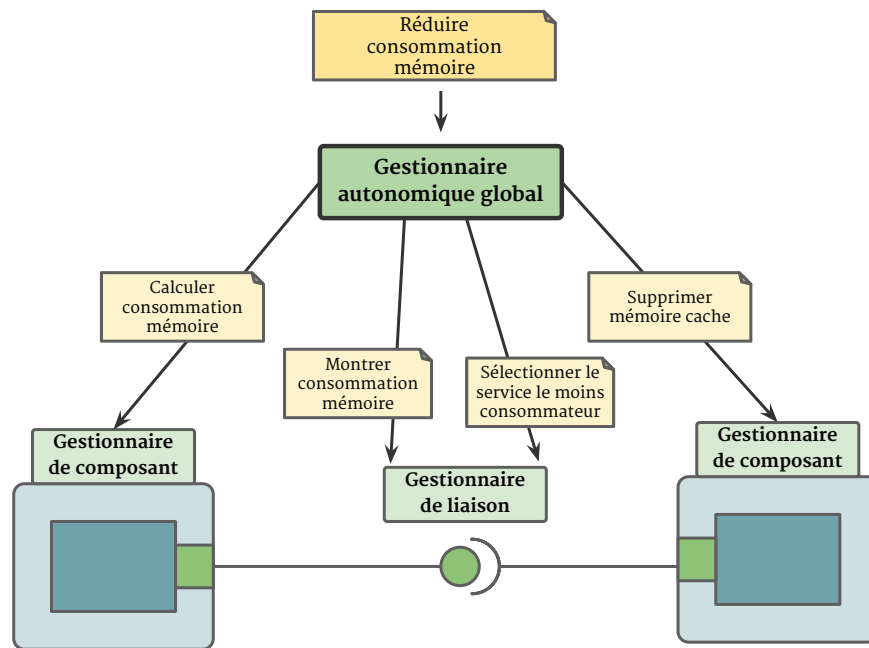 Réduire
consommation
mémoire
Gestionnaire
autonomique global
Calculer
consommation
mémoire
Supprimer
mémoire cache
Montrer
consommation
mémoire
Sélectionner le
service le moins
consommateur
Gestionnaire
de composant
Gestionnaire
de liaison
Gestionnaire
de composant